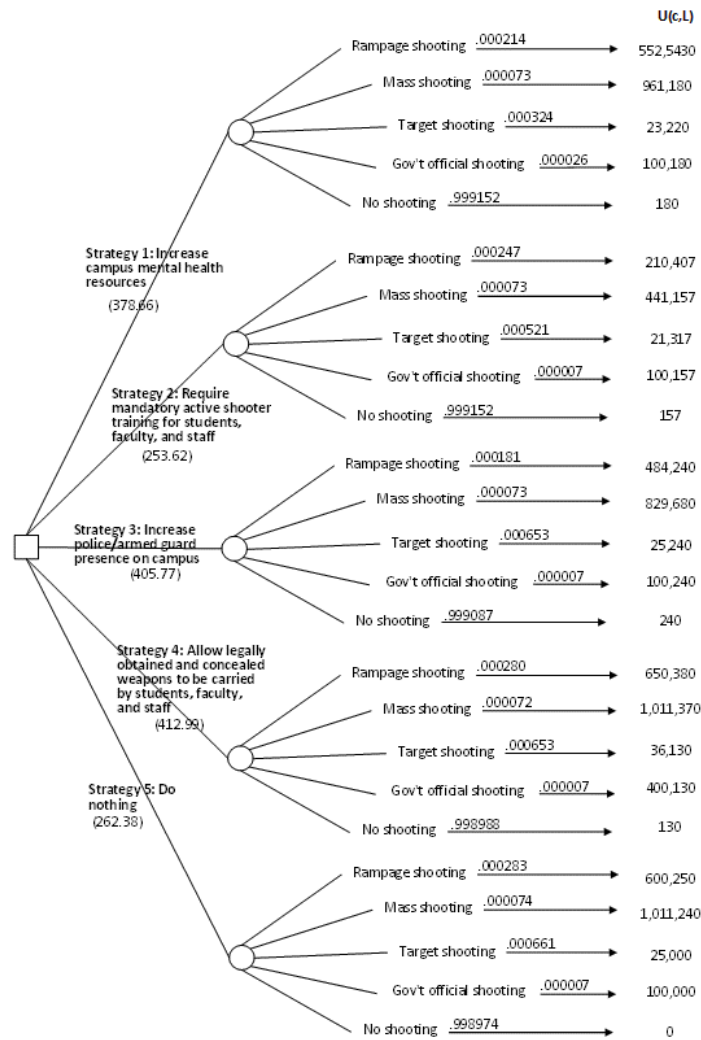 U(c,L)
Rampage shooting .000214 552,5430
Mass shooting .000073 961,180
Target shooting .000324 23,220
Gov't official shooting .000026 100,180
No shooting .999152 180
Strategy 1: Increase
campus mental health
resources
(378.66)
Rampage shooting .000247 210,407
Mass shooting .000073 441,157
Target shooting .000521 21,317
Gov't official shooting .000007 100,157
No shooting .999152 157
Strategy 2: Require
mandatory active shooter
training for students,
faculty, and staff
(253.62)
Rampage shooting .000181 484,240
Mass shooting .000073 829,680
Target shooting .000653 25,240
Gov't official shooting .000007 100,240
No shooting .999087 240
Strategy 3: Increase
police/armed guard
presence on campus
(405.77)
Rampage shooting .000280 650,380
Mass shooting .000072 1,011,370
Target shooting .000653 36,130
Gov't official shooting .000007 400,130
No shooting .998988 130
Strategy 4: Allow legally
obtained and concealed
weapons to be carried
by students, faculty,
and staff
(412.99)
Rampage shooting .000283 600,250
Mass shooting .000074 1,011,240
Target shooting .000661 25,000
Gov't official shooting .000007 100,000
No shooting .998974 0
Strategy 5: Do
nothing
(262.38)